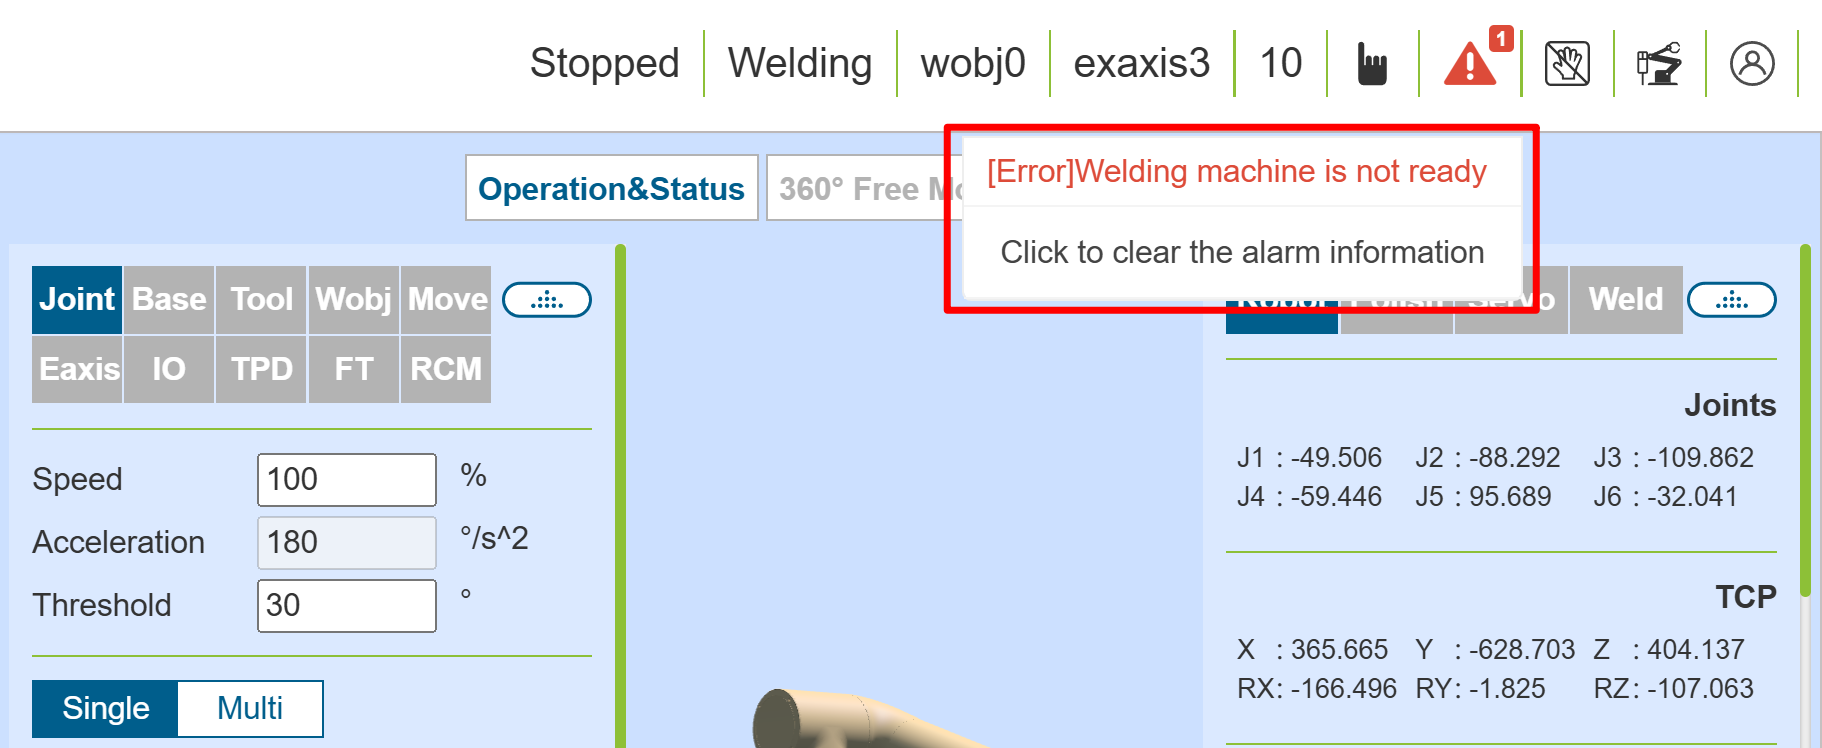 Stopped Welding wobj0 exaxis3 10 1
[Error]Welding machine is not ready
Operation&Status 360° Free
Click to clear the alarm information
Joint Base Tool Wobj Move
Eaxis IO TPD FT RCM
Robot Polish Servo Weld
Speed 100 %
Acceleration 180 °/s^2
Threshold 30 °
Single Multi
Joints
J1 : -49.506 J2 : -88.292 J3 : -109.862
J4 : -59.446 J5 : 95.689 J6 : -32.041
TCP
X : 365.665 Y : -628.703 Z : 404.137
RX: -166.496 RY: -1.825 RZ: -107.063